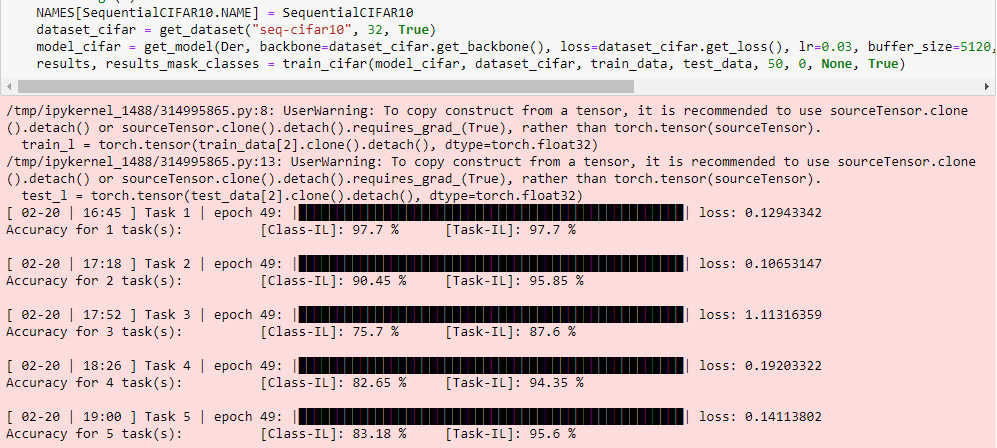 NAMES[SequentialCIFAR10.NAME] = SequentialCIFAR10
dataset_cifar = get_dataset("seq-cifar10", 32, True)
model_cifar = get_model(Der, backbone=dataset_cifar.get_backbone(), loss=dataset_cifar.get_loss(), lr=0.03, buffer_size=5120,
results, results_mask_classes = train_cifar(model_cifar, dataset_cifar, train_data, test_data, 50, 0, None, True)
/tmp/ipykernel_1488/314995865.py:8: UserWarning: To copy construct from a tensor, it is recommended to use sourceTensor.clone
().detach() or sourceTensor.clone().detach().requires_grad_(True), rather than torch.tensor(sourceTensor).
train_l = torch.tensor(train_data[2].clone().detach(), dtype=torch.float32)
/tmp/ipykernel_1488/314995865.py:13: UserWarning: To copy construct from a tensor, it is recommended to use sourceTensor.clone
().detach() or sourceTensor.clone().detach().requires_grad_(True), rather than torch.tensor(sourceTensor).
test_l = torch.tensor(test_data[2].clone().detach(), dtype=torch.float32)
[ 02-20 | 16:45 ] Task 1 | epoch 49: | | loss: 0.12943342
Accuracy for 1 task(s): [Class-IL]: 97.7 % [Task-IL]: 97.7 %
[ 02-20 | 17:18 ] Task 2 | epoch 49: | | loss: 0.10653147
Accuracy for 2 task(s): [Class-IL]: 90.45 % [Task-IL]: 95.85 %
[ 02-20 | 17:52 ] Task 3 | epoch 49: | | loss: 1.11316359
Accuracy for 3 task(s): [Class-IL]: 75.7 % [Task-IL]: 87.6 %
[ 02-20 | 18:26 ] Task 4 | epoch 49: | | loss: 0.19203322
Accuracy for 4 task(s): [Class-IL]: 82.65 % [Task-IL]: 94.35 %
[ 02-20 | 19:00 ] Task 5 | epoch 49: | | loss: 0.14113802
Accuracy for 5 task(s): [Class-IL]: 83.18 % [Task-IL]: 95.6 %